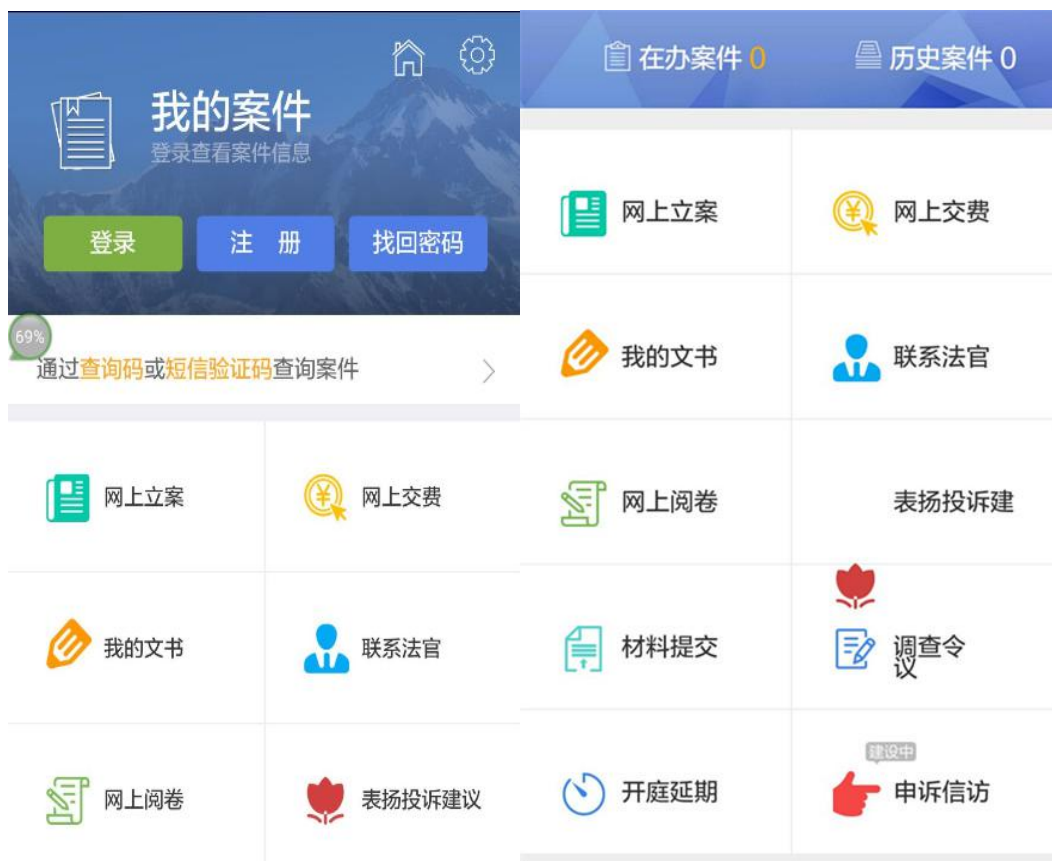 我的案件
登录查看案件信息
登录
注 册
找回密码
69%
通过查询码或短信验证码查询案件
网上立案
网上交费
我的文书
联系法官
网上阅卷
表扬投诉建议
在办案件 0
历史案件 0
网上立案
网上交费
我的文书
联系法官
网上阅卷
表扬投诉建
材料提交
调查令
议
开庭延期
建设中
申诉信访